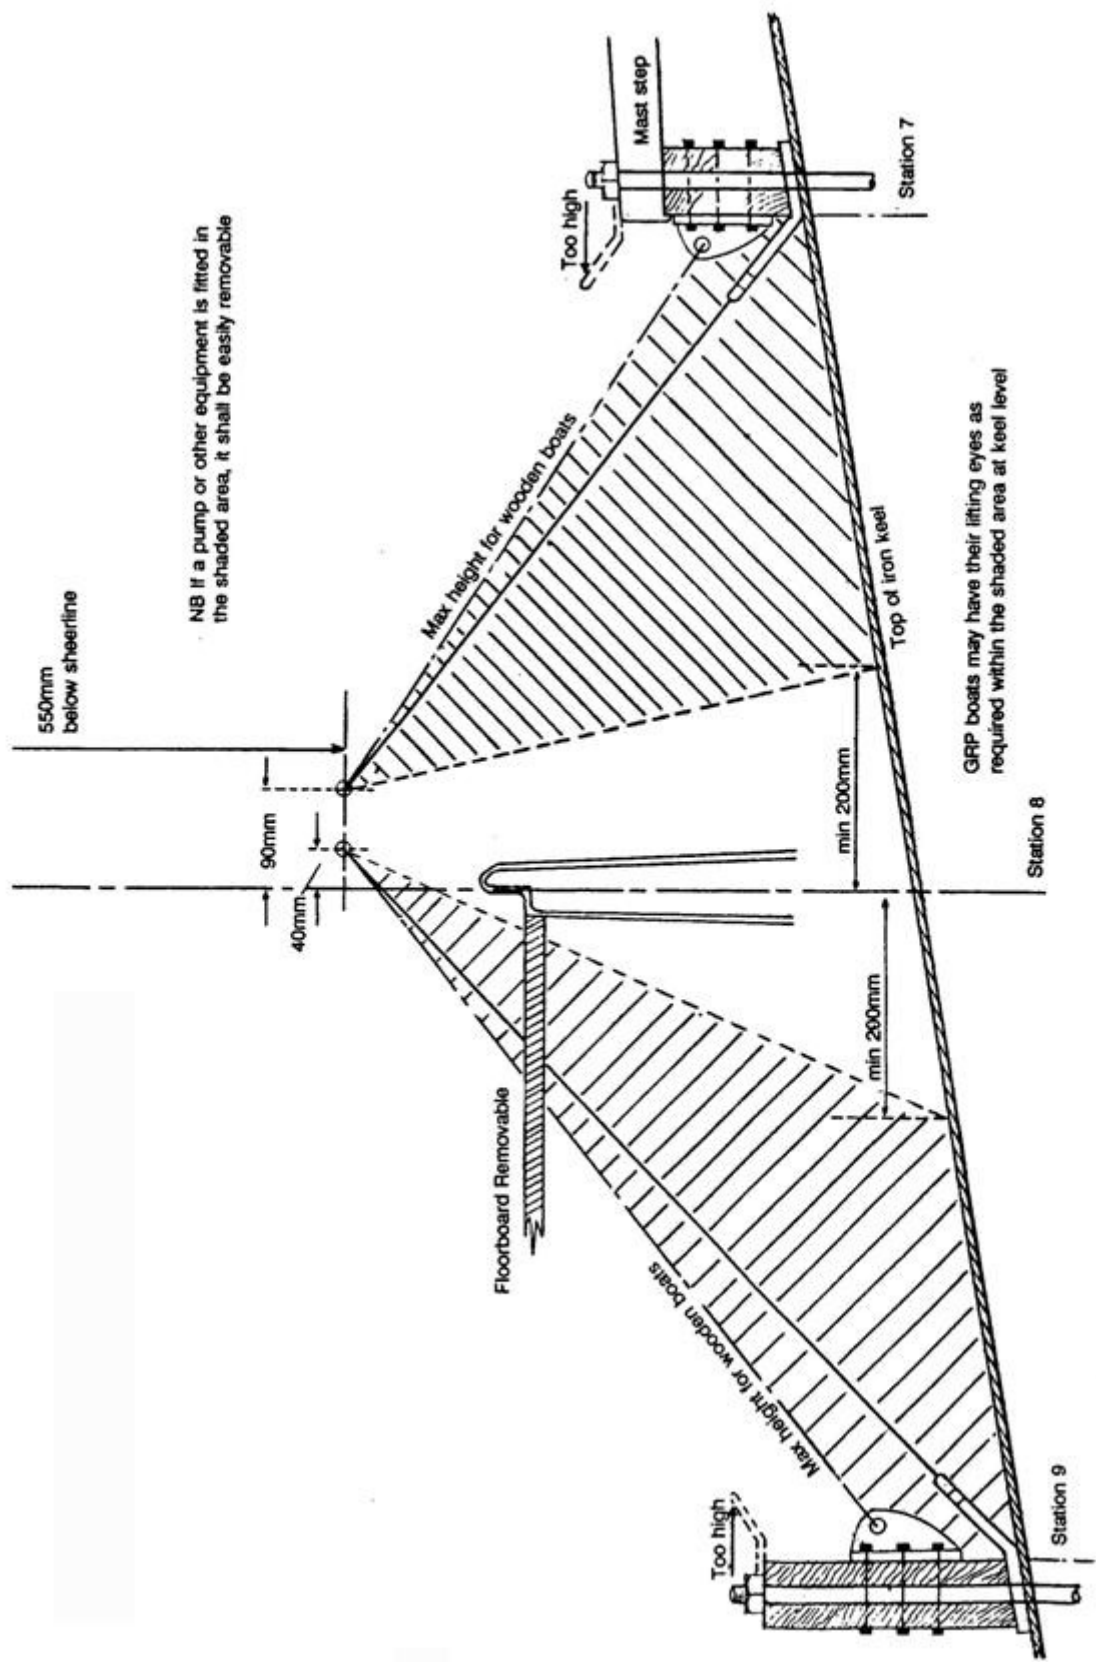 550mm
below sheerline
NB If a pump or other equipment is fitted in
the shaded area, it shall be easily removable
90mm
40mm
Too high
Mast step
Max height for wooden boats
Station 7
Floorboard Removable
min 200mm
min 200mm
Top of iron keel
GRP boats may have their lifting eyes as
required within the shaded area at keel level
Station 8
Max height for wooden boats
Too high
Station 9